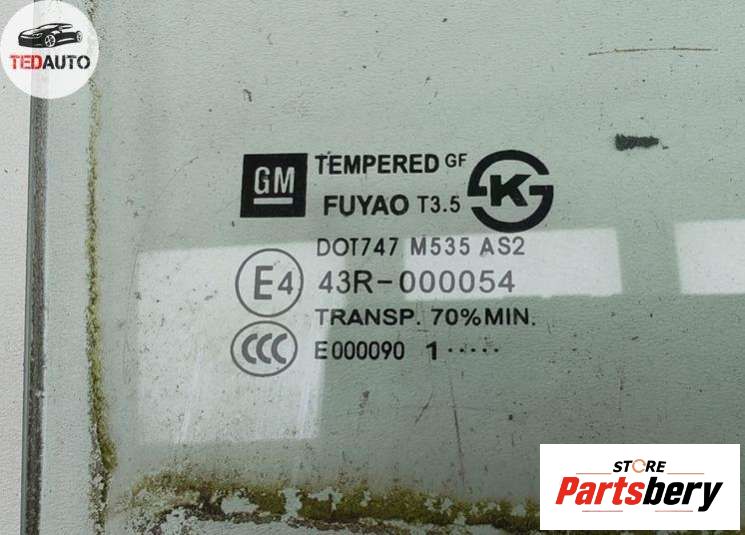 TEDAUTO
GM
TEMPERED GF
FUYAO T3.5
K
DOT747 M535 AS2
E4 43R-000054
TRANSP. 70%MIN.
CCC E000090 1·····
STORE
Partsbery